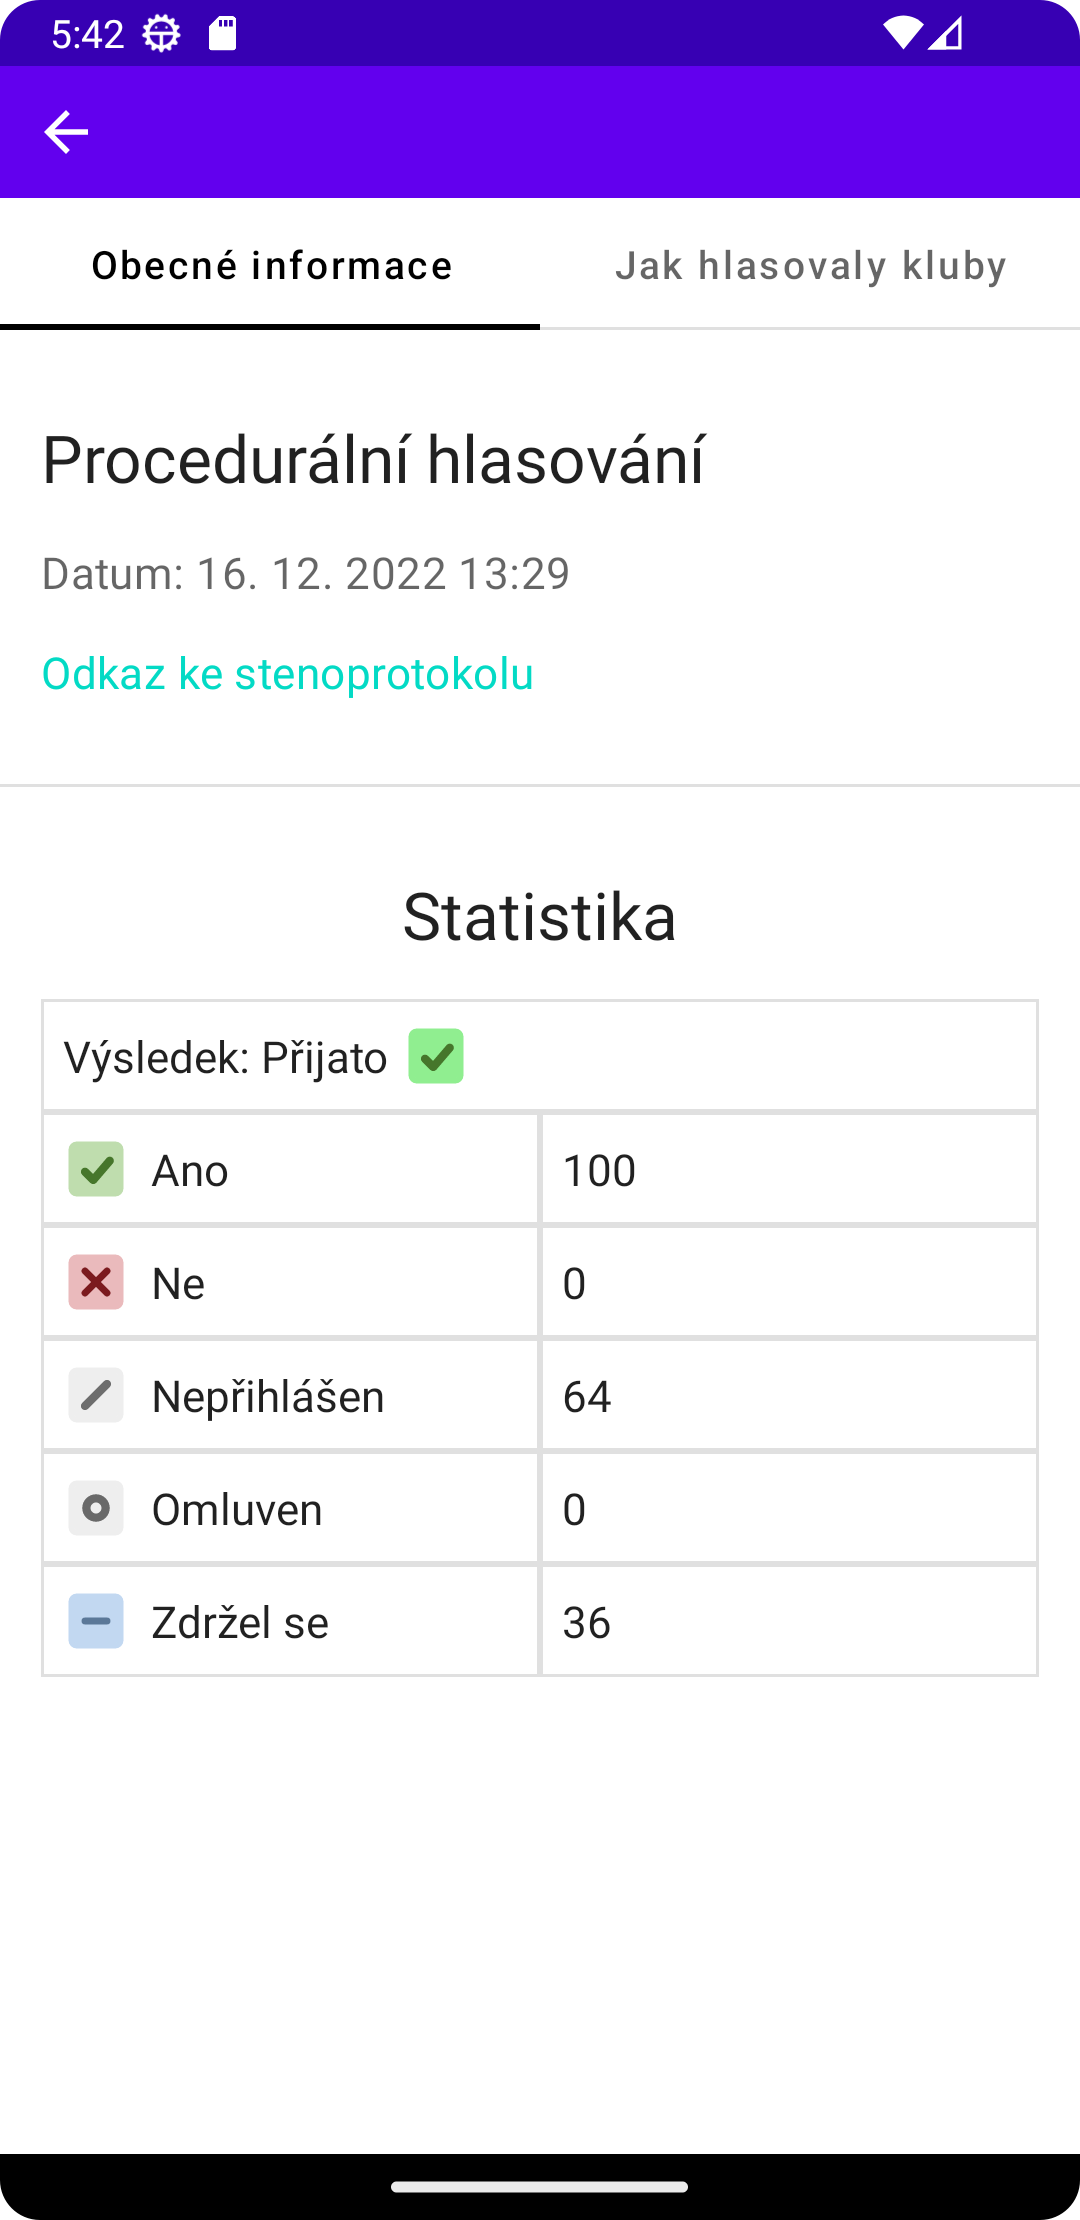 5:42
Obecné informace
Jak hlasovaly kluby
Procedurální hlasování
Datum: 16. 12. 2022 13:29
Odkaz ke stenoprotokolu
Statistika
Výsledek: Přijato
Ano 100
Ne 0
Nepřihlášen 64
Omluven 0
Zdržel se 36